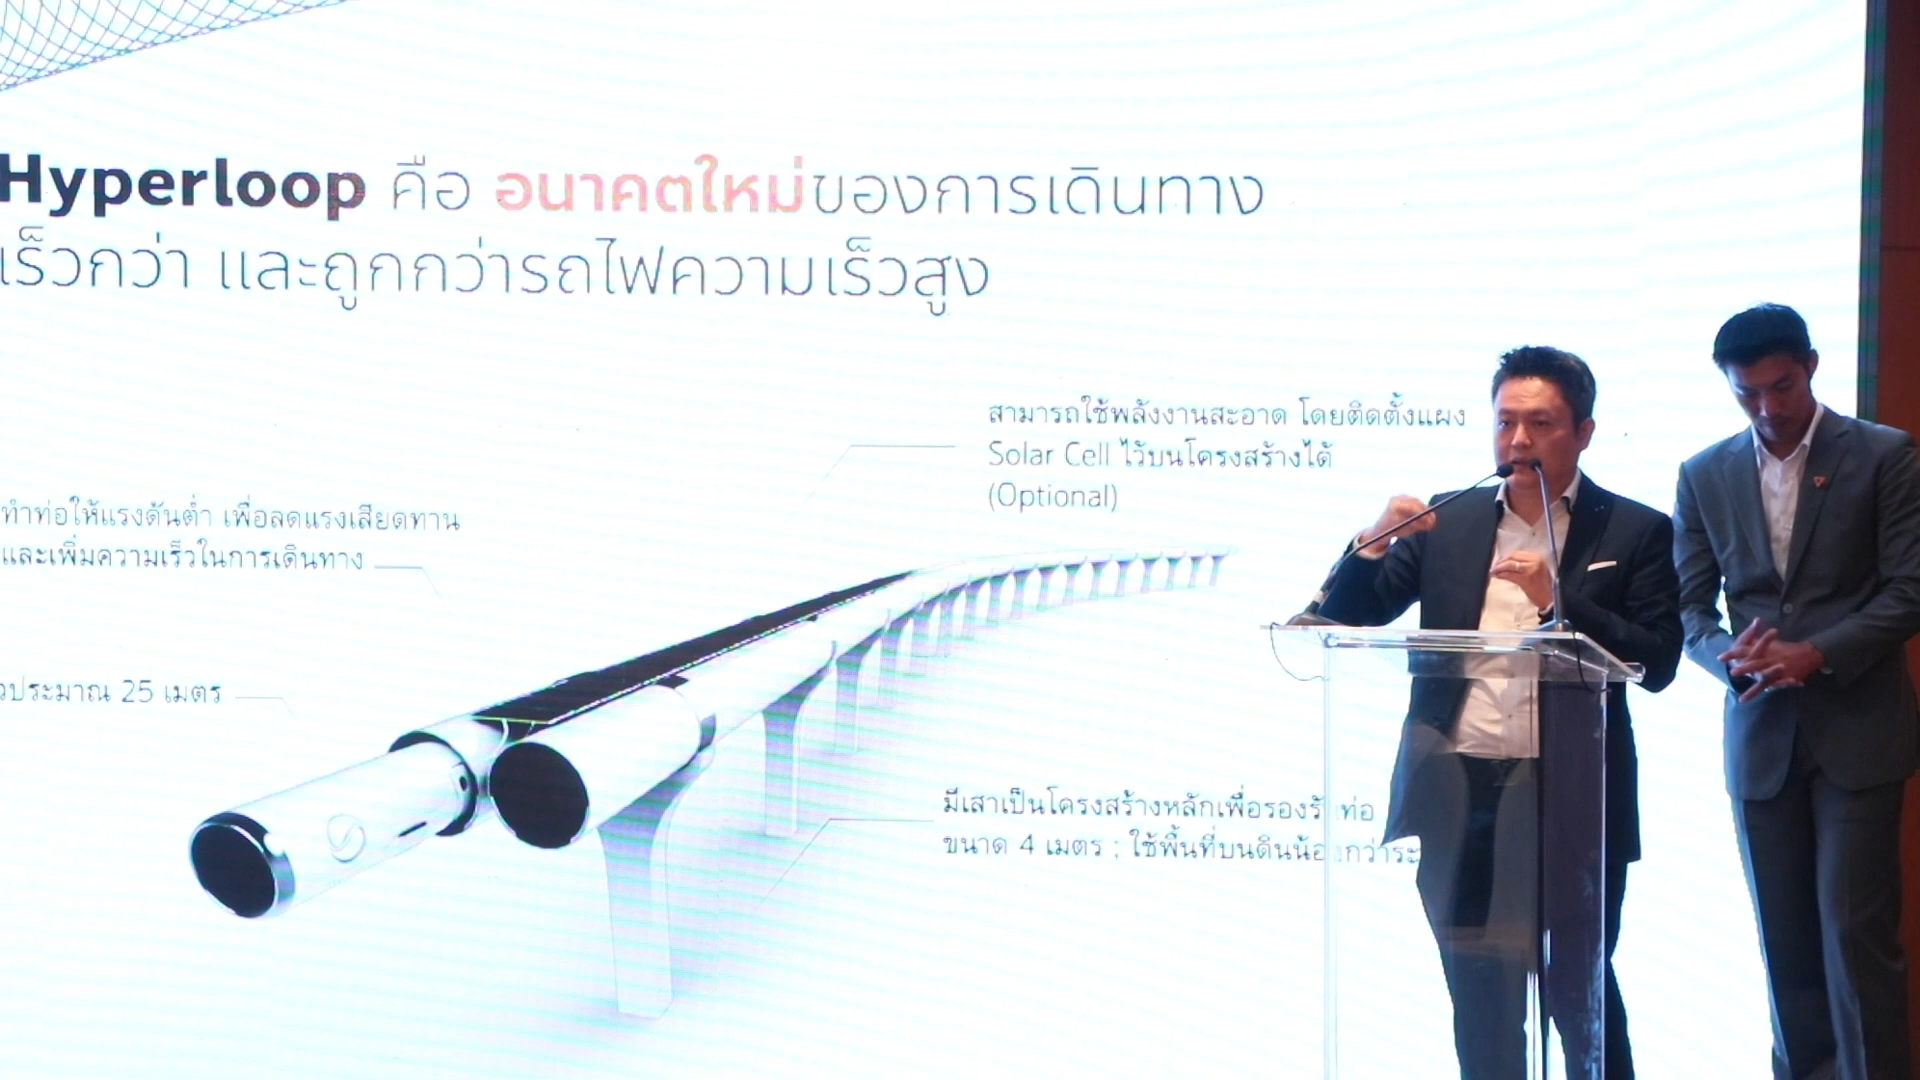 Hyperloop คือ อนาคตใหม่ของการเดินทาง
เร็วกว่า และถูกกว่ารถไฟความเร็วสูง
สามารถใช้พลังงานสะอาด โดยติดตั้งแผง
Solar Cell ไว้บนโครงสร้างได้
(Optional)
ทำท่อให้แรงดันต่ำ เพื่อลดแรงเสียดทาน
และเพิ่มความเร็วในการเดินทาง
ประมาณ 25 เมตร
มีเสาเป็นโครงสร้างหลักเพื่อรองรับท่อ
ขนาด 4 เมตร ; ใช้พื้นที่บนดินน้อยกว่า